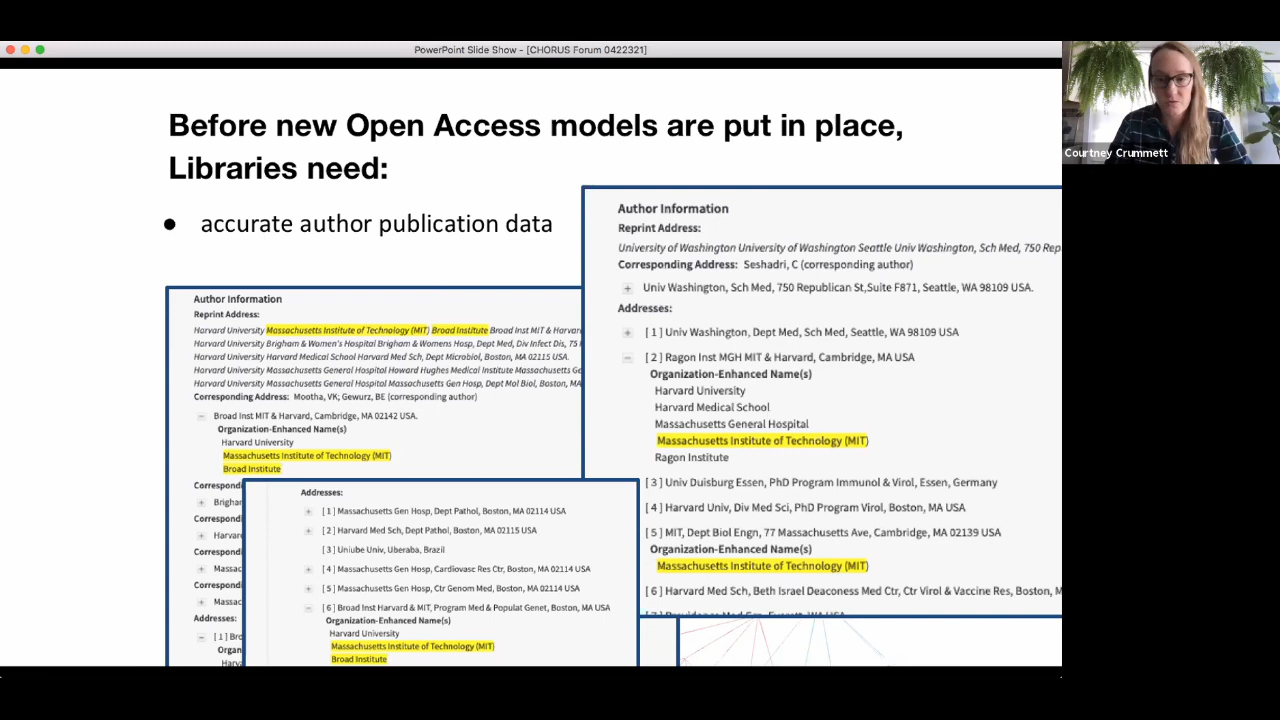 PowerPoint Slide Show - [CHORUS Forum 0422321]
Courtney Crummett
Before new Open Access models are put in place,
Libraries need:
● accurate author publication data
Author Information
Reprint Address:
Harvard University Massachusetts Institute of Technology (MIT) Broad Institute Broad Inst MIT & Harvar
Harvard University Brigham & Women's Hospital Brigham & Womens Hosp, Dept Med, Div Infect Dis, 75
Harvard University Harvard Medical School Harvard Med Sch, Dept Microbiol, Boston, MA 02115 USA.
Harvard University Massachusetts General Hospital Howard Hughes Medical Institute Massachusetts Ge
Harvard University Massachusetts General Hospital Massachusetts Gen Hosp, Dept Mol Biol, Boston, MA
Corresponding Address: Mootha, VK; Gewurz, BE (corresponding author)
Broad Inst MIT & Harvard, Cambridge, MA 02142 USA.
Organization-Enhanced Name(s)
Harvard University
Massachusetts Institute of Technology (MIT)
Broad Institute
Correspondi
Brighan
Correspondi
Harvar
Correspondi
Massac
Correspondi
Massac
Addresses:
[ 1 ] Bro
Organ
Harva
Addresses:
[ 1 ] Massachusetts Gen Hosp, Dept Pathol, Boston, MA 02114 USA
[ 2 ] Harvard Med Sch, Dept Pathol, Boston, MA 02115 USA
[ 3 ] Uniube Univ, Uberaba, Brazil
[ 4 ] Massachusetts Gen Hosp, Cardiovasc Res Ctr, Boston, MA 02114 USA
[ 5 ] Massachusetts Gen Hosp, Ctr Genom Med, Boston, MA 02114 USA
[ 6 ] Broad Inst Harvard & MIT, Program Med & Populat Genet, Boston, MA USA
Organization-Enhanced Name(s)
Harvard University
Massachusetts Institute of Technology (MIT)
Broad Institute
Author Information
Reprint Address:
University of Washington University of Washington Seattle Univ Washington, Sch Med, 750 Rep
Corresponding Address: Seshadri, C (corresponding author)
Univ Washington, Sch Med, 750 Republican St,Suite F871, Seattle, WA 98109 USA.
Addresses:
[ 1 ] Univ Washington, Dept Med, Sch Med, Seattle, WA 98109 USA
[ 2 ] Ragon Inst MGH MIT & Harvard, Cambridge, MA USA
Organization-Enhanced Name(s)
Harvard University
Harvard Medical School
Massachusetts General Hospital
Massachusetts Institute of Technology (MIT)
Ragon Institute
[ 3 ] Univ Duisburg Essen, PhD Program Immunol & Virol, Essen, Germany
[ 4 ] Harvard Univ, Div Med Sci, PhD Program Virol, Boston, MA USA
[ 5 ] MIT, Dept Biol Engn, 77 Massachusetts Ave, Cambridge, MA 02139 USA
Organization-Enhanced Name(s)
Massachusetts Institute of Technology (MIT)
[ 6 ] Harvard Med Sch, Beth Israel Deaconess Med Ctr, Ctr Virol & Vaccine Res, Boston, M